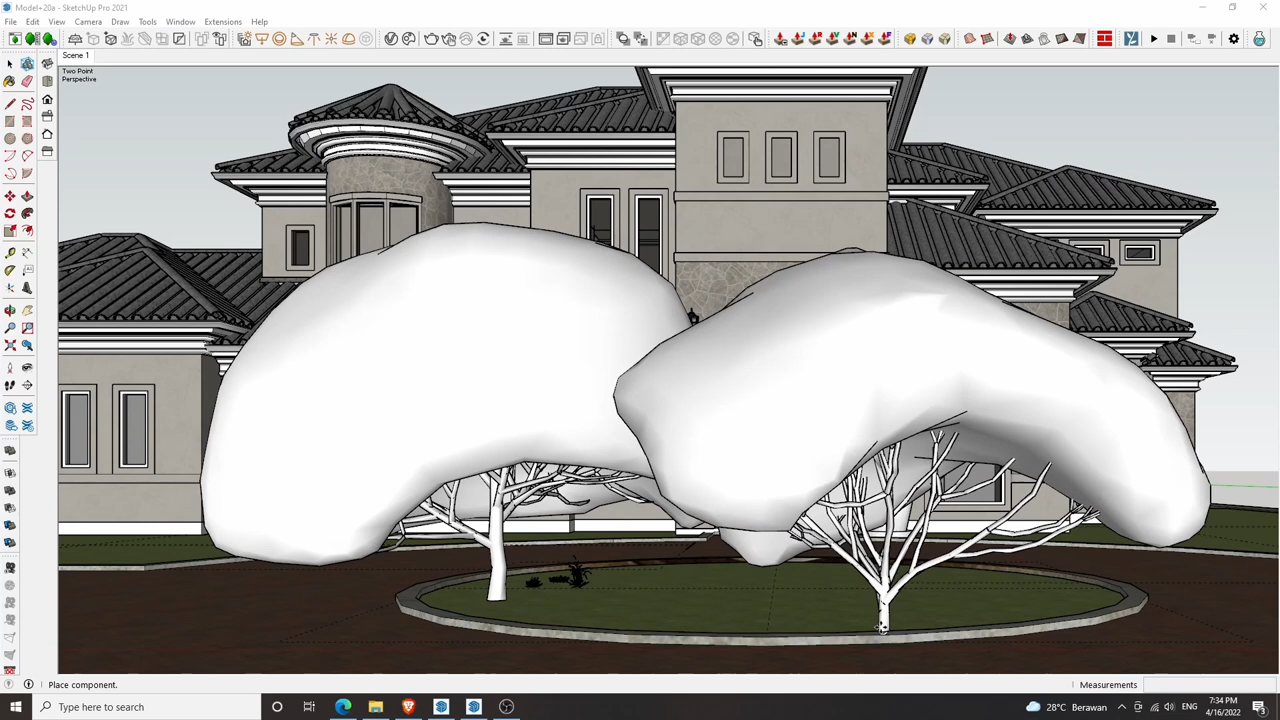 Model+20a - SketchUp Pro 2021
File Edit View Camera Draw Tools Window Extensions Help
Scene 1
Two Point
Perspective
Place component.
Measurements
Type here to search
28°C Berawan
ENG
7:34 PM
4/16/2022